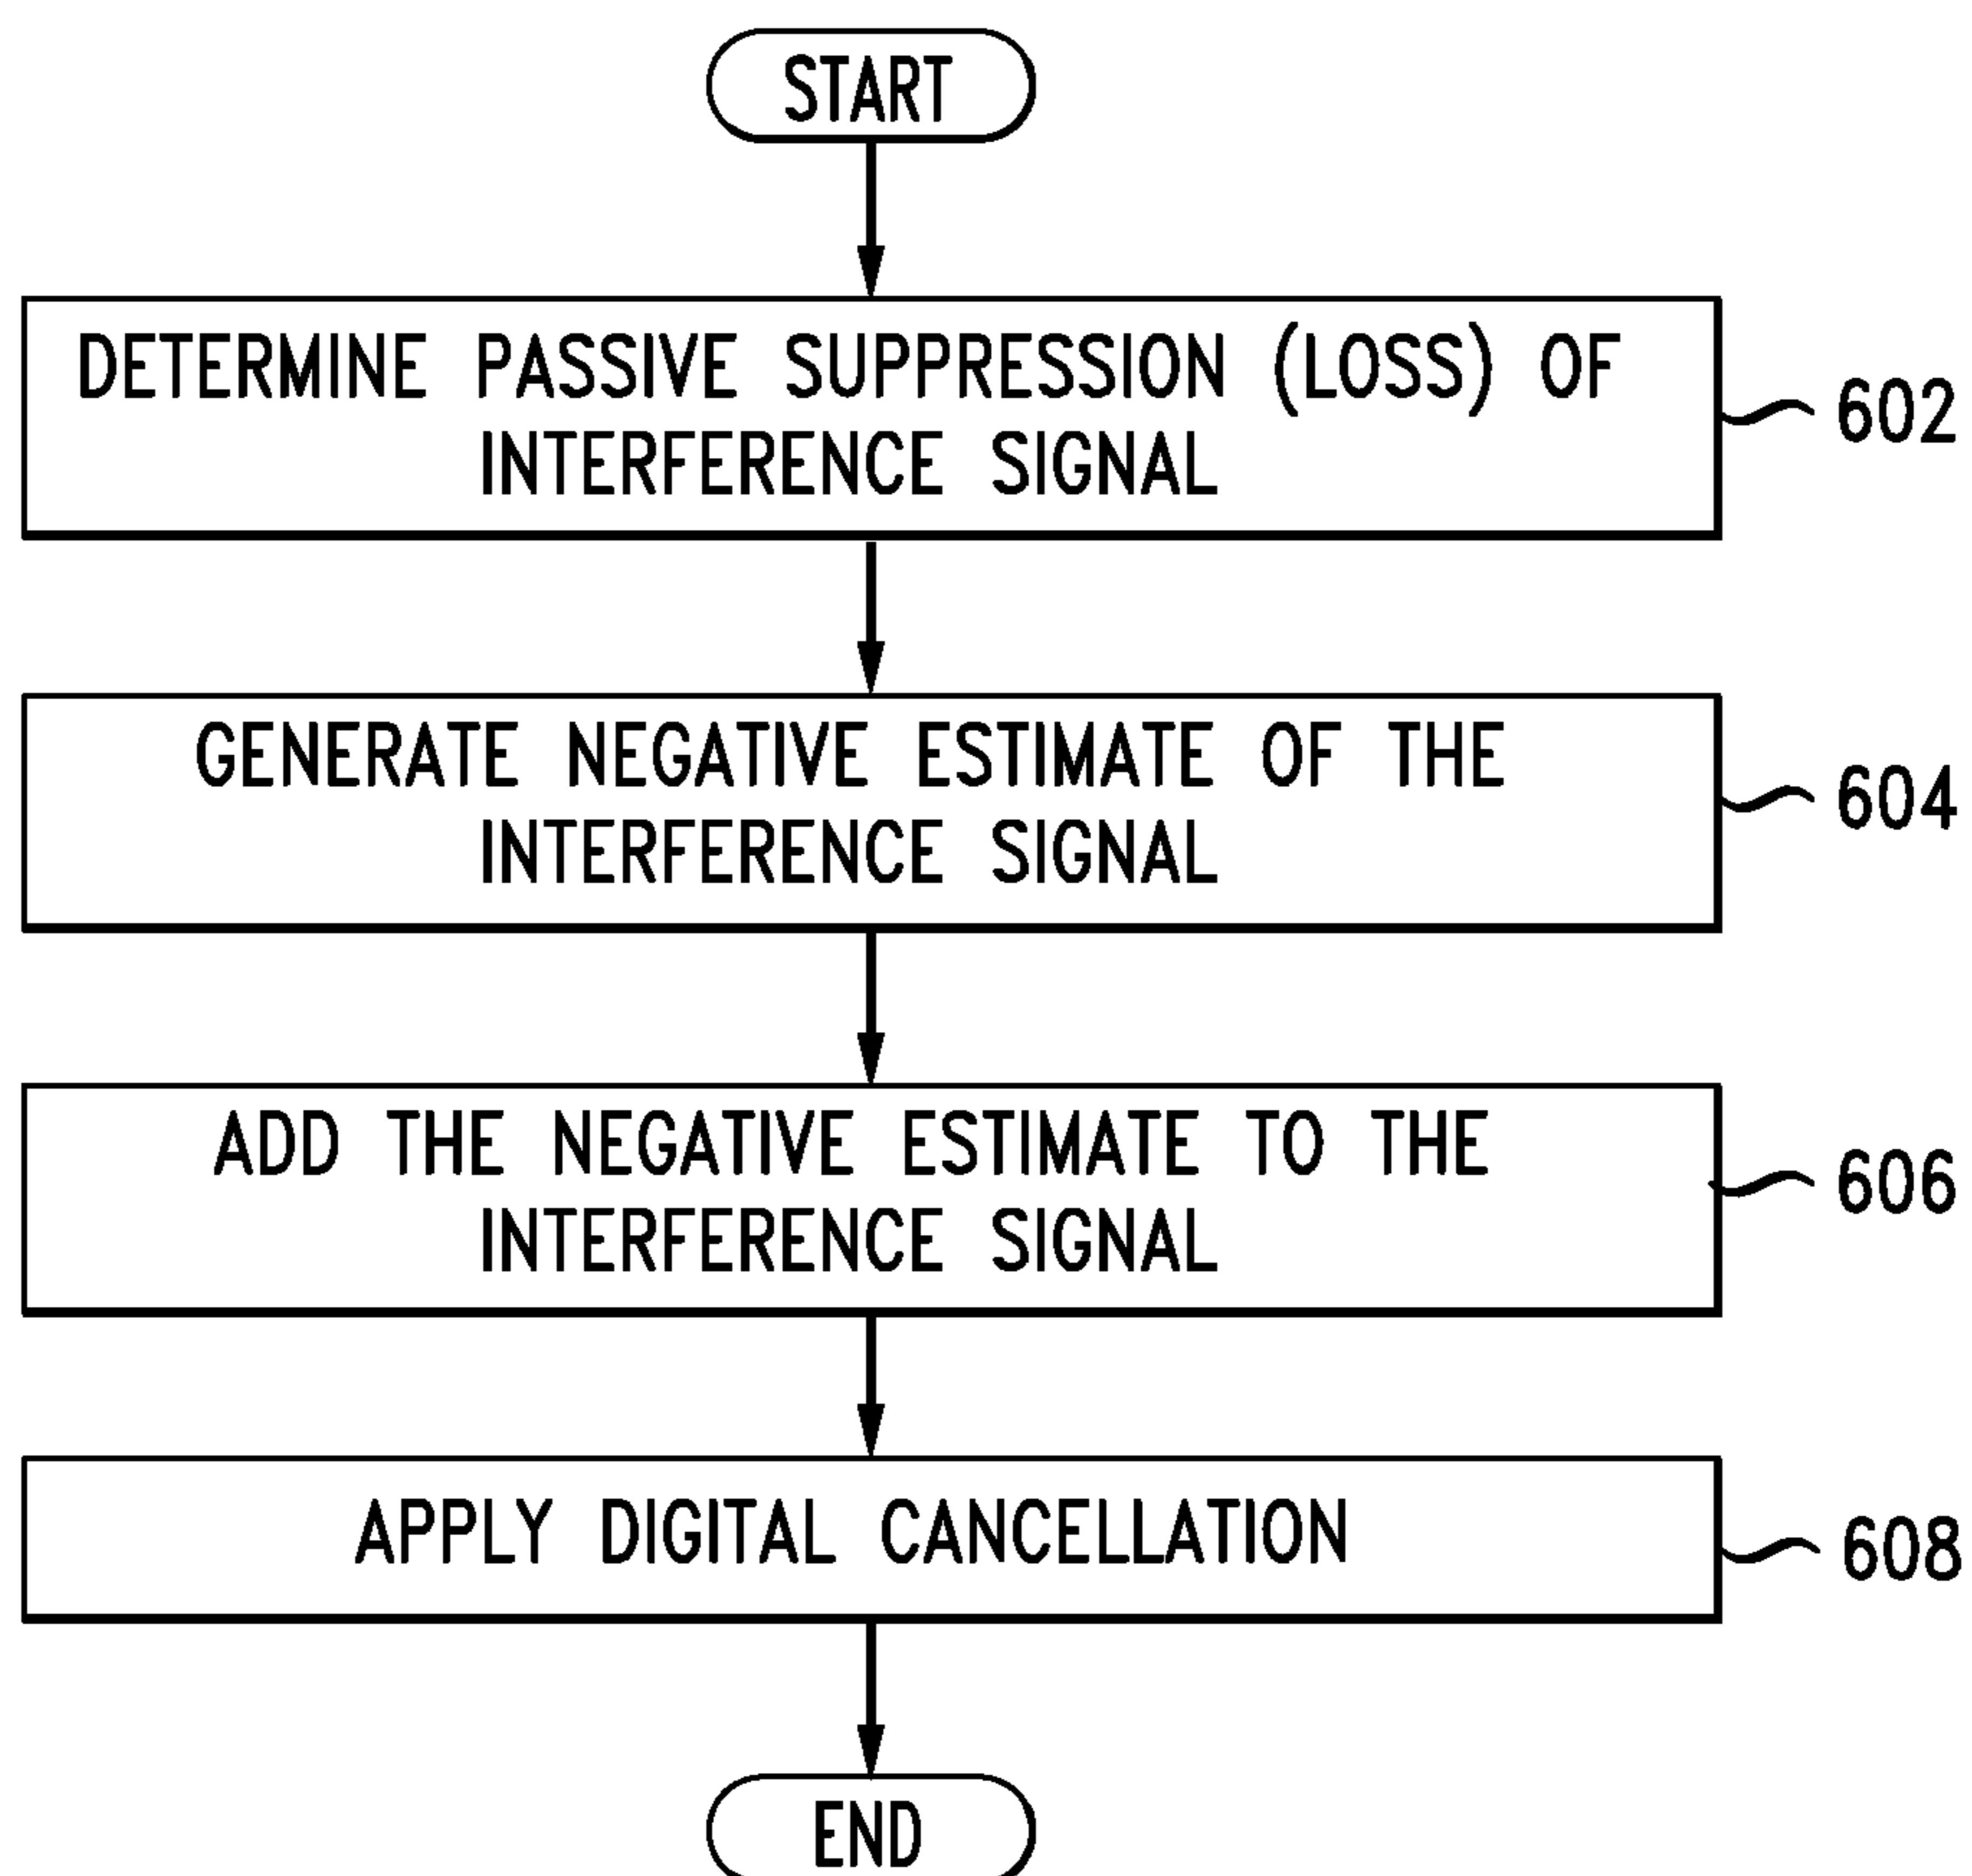 START
DETERMINE PASSIVE SUPPRESSION (LOSS) OF
INTERFERENCE SIGNAL
602
GENERATE NEGATIVE ESTIMATE OF THE
INTERFERENCE SIGNAL
604
ADD THE NEGATIVE ESTIMATE TO THE
INTERFERENCE SIGNAL
606
APPLY DIGITAL CANCELLATION
608
END